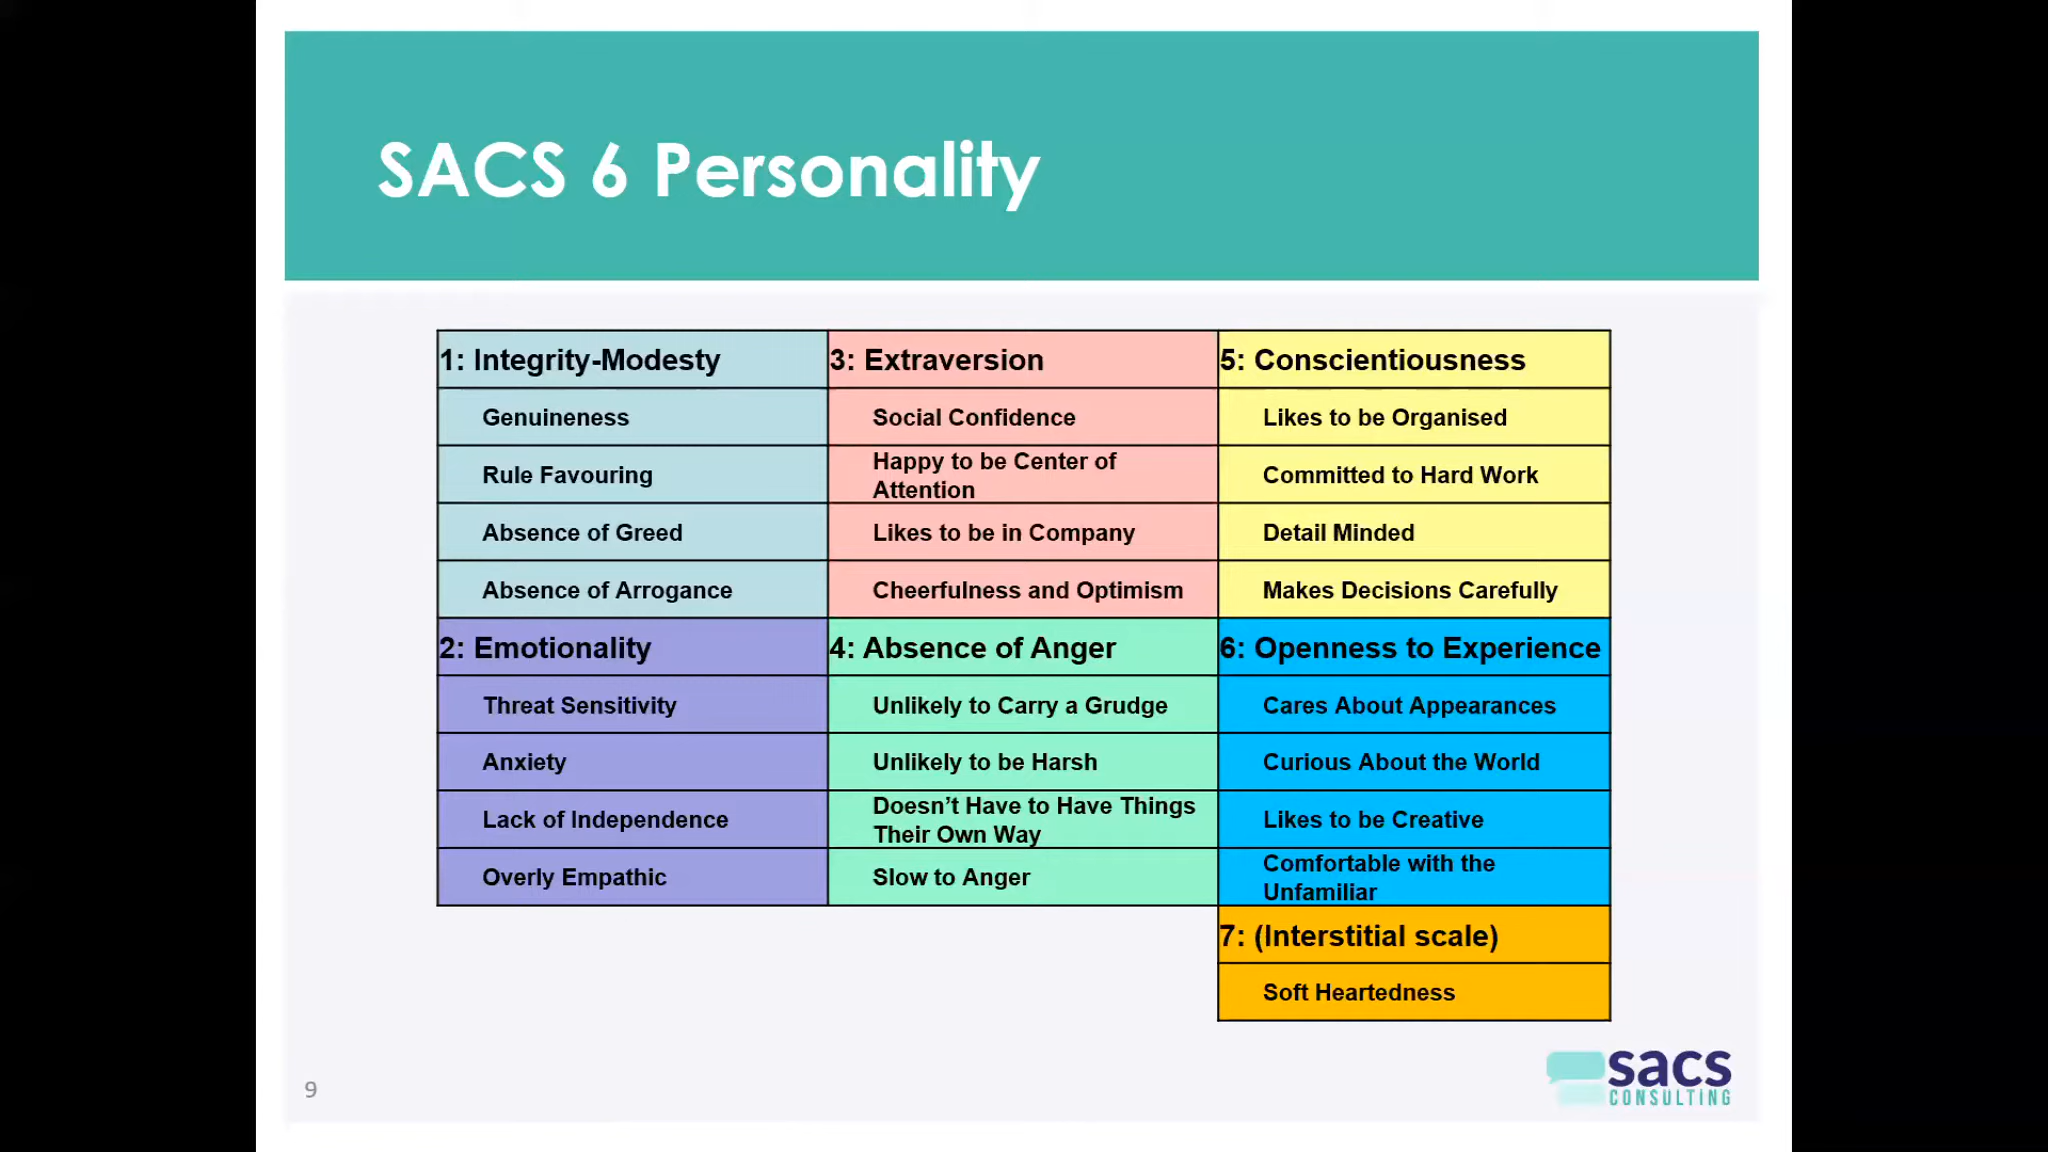 SACS 6 Personality
1: Integrity-Modesty
Genuineness
Rule Favouring
Absence of Greed
Absence of Arrogance
2: Emotionality
Threat Sensitivity
Anxiety
Lack of Independence
Overly Empathic
3: Extraversion
Social Confidence
Happy to be Center of
Attention
Likes to be in Company
Cheerfulness and Optimism
4: Absence of Anger
Unlikely to Carry a Grudge
Unlikely to be Harsh
Doesn’t Have to Have Things
Their Own Way
Slow to Anger
5: Conscientiousness
Likes to be Organised
Committed to Hard Work
Detail Minded
Makes Decisions Carefully
6: Openness to Experience
Cares About Appearances
Curious About the World
Likes to be Creative
Comfortable with the
Unfamiliar
7: (Interstitial scale)
Soft Heartedness
9
sacs
CONSULTING